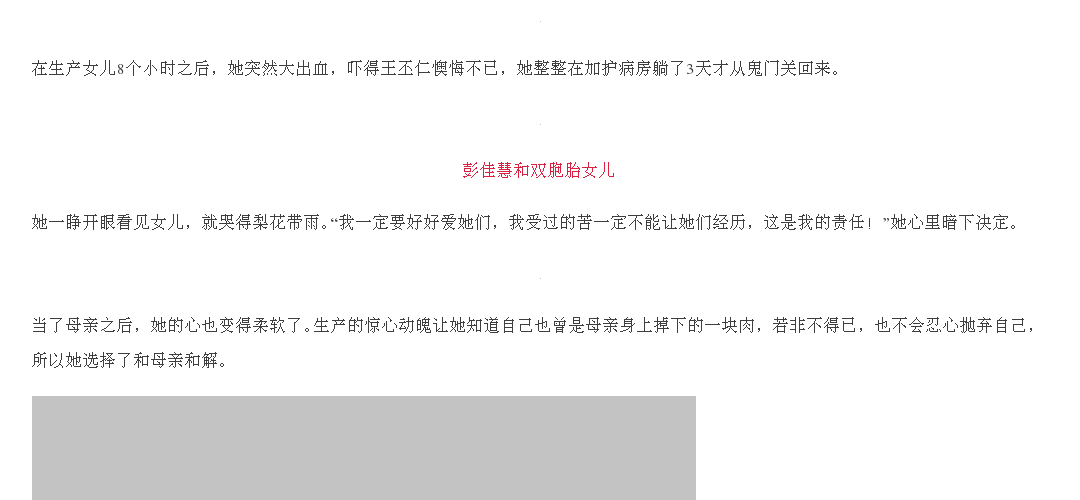 在生产女儿8个小时之后，她突然大出血，吓得王丕仁懊悔不已，她整整在加护病房躺了3天才从鬼门关回来。
彭佳慧和双胞胎女儿
她一睁开眼看见女儿，就哭得梨花带雨。“我一定要好好爱她们，我受过的苦一定不能让她们经历，这是我的责任！”她心里暗下决定。
当了母亲之后，她的心也变得柔软了。生产的惊心动魄让她知道自己也曾是母亲身上掉下的一块肉，若非不得已，也不会忍心抛弃自己，
所以她选择了和母亲和解。